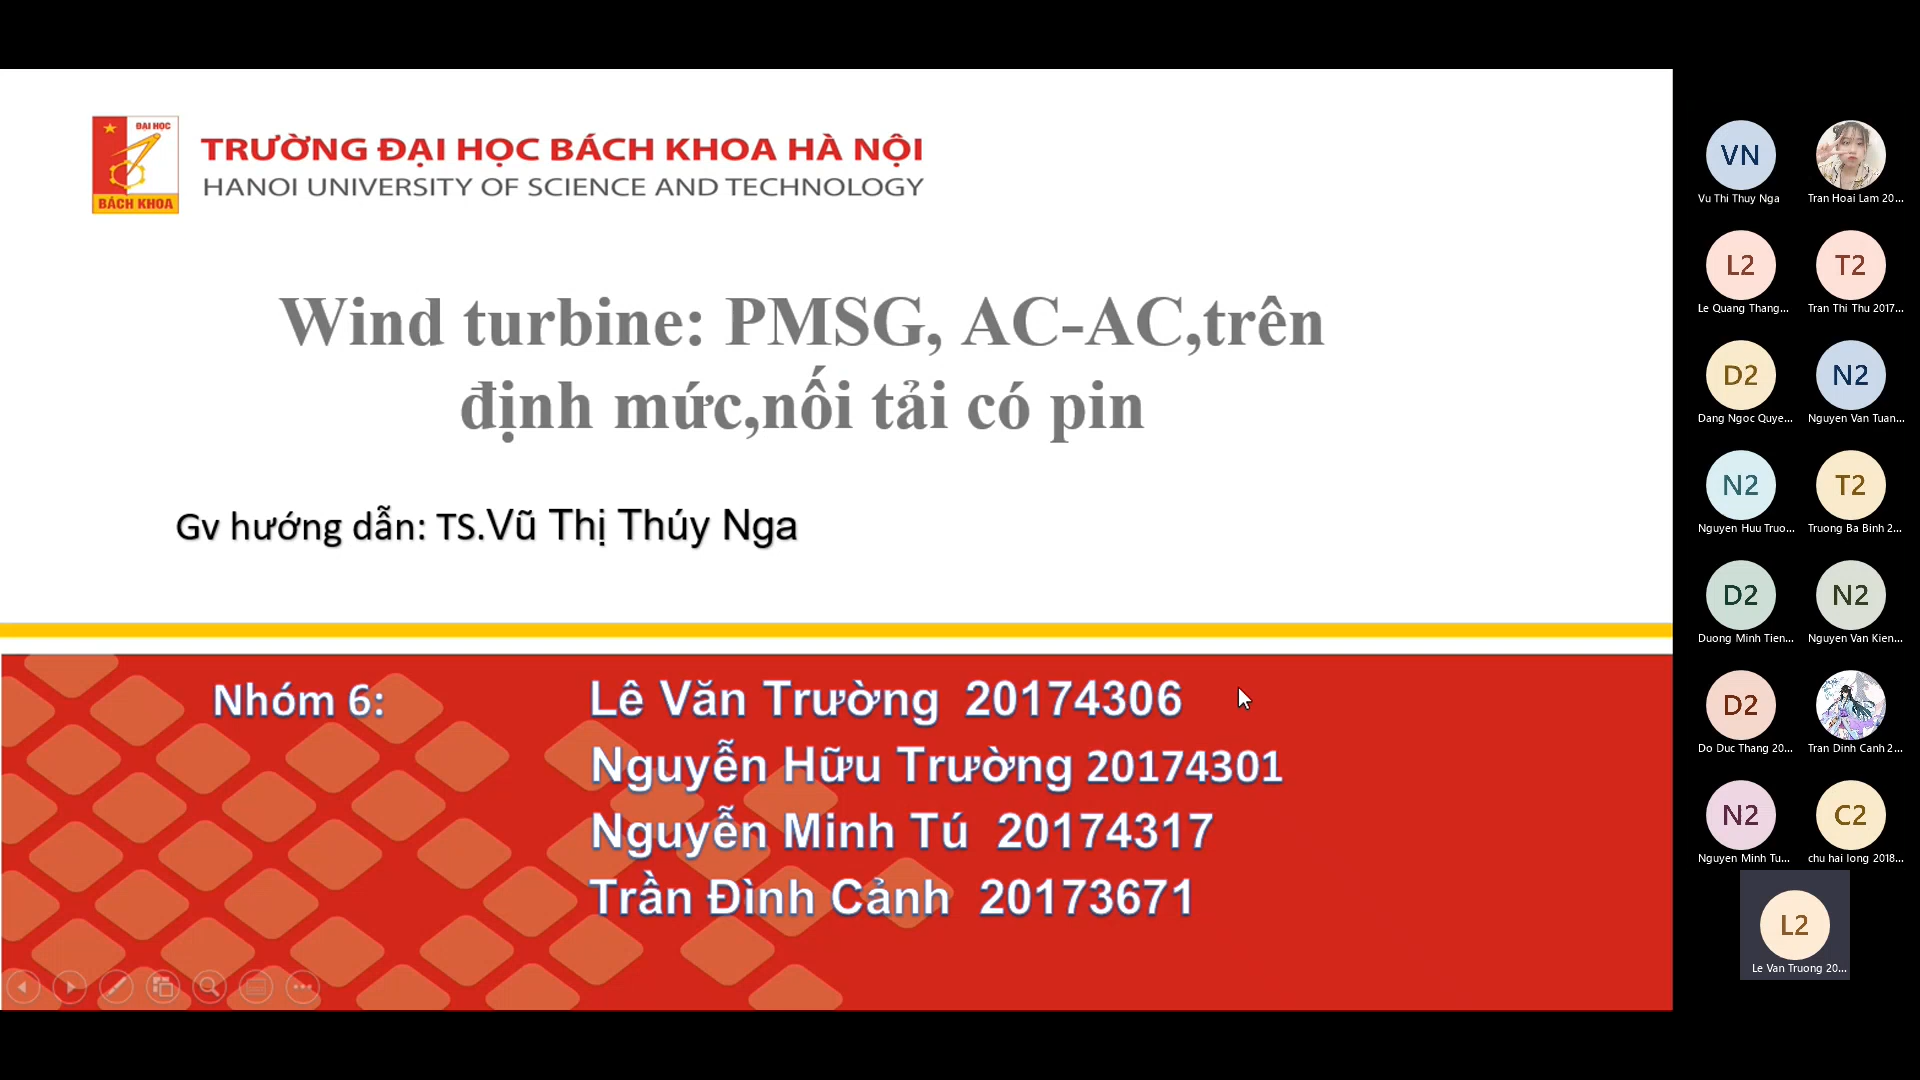 ĐẠI HỌC
BÁCH KHOA
TRƯỜNG ĐẠI HỌC BÁCH KHOA HÀ NỘI
HANOI UNIVERSITY OF SCIENCE AND TECHNOLOGY
Wind turbine: PMSG, AC-AC,trên
định mức,nối tải có pin
Gv hướng dẫn: TS.Vũ Thị Thúy Nga
Nhóm 6:
Lê Văn Trường 20174306
Nguyễn Hữu Trường 20174301
Nguyễn Minh Tú 20174317
Trần Đình Cảnh 20173671
VN
Vu Thi Thuy Nga
Tran Hoai Lam 20...
L2
Le Quang Thang...
T2
Tran Thi Thu 2017...
D2
Dang Ngoc Quye...
N2
Nguyen Van Tuan...
N2
Nguyen Huu Truo...
T2
Truong Ba Binh 2...
D2
Duong Minh Tien...
N2
Nguyen Van Kien...
D2
Do Duc Thang 20...
Tran Dinh Canh 2...
N2
Nguyen Minh Tu...
C2
chu hai long 2018...
L2
Le Van Truong 20...